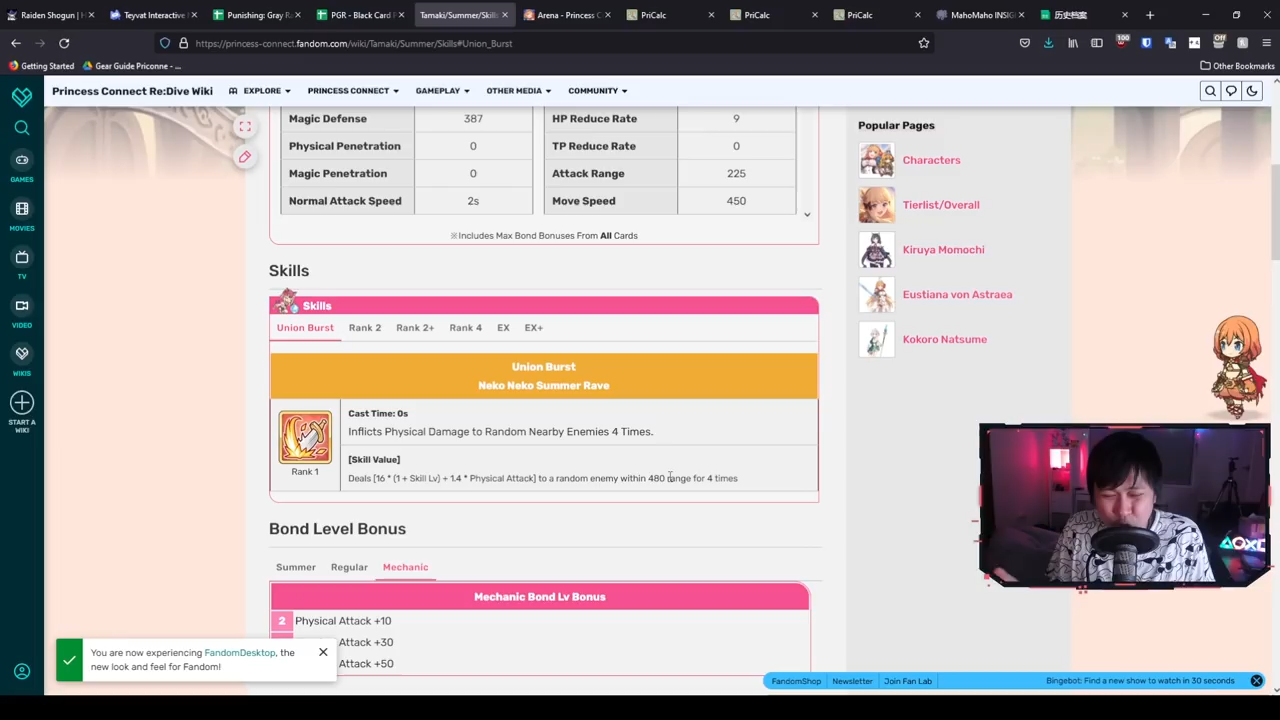 Raiden Shogun | H
Teyvat Interactive M
Punishing: Gray Ra
PGR - Black Card P
Tamaki/Summer/Skills
Arena - Princess C
PriCalc
PriCalc
PriCalc
MahoMaho INSIG
历史档案
https://princess-connect.fandom.com/wiki/Tamaki/Summer/Skills#Union_Burst
100
Off
Getting Started
Gear Guide Priconne -...
Other Bookmarks
Princess Connect Re:Dive Wiki
EXPLORE
PRINCESS CONNECT
GAMEPLAY
OTHER MEDIA
COMMUNITY
GAMES
MOVIES
TV
VIDEO
WIKIS
START A
WIKI
Magic Defense 387
Physical Penetration 0
Magic Penetration 0
Normal Attack Speed 2s
HP Reduce Rate 9
TP Reduce Rate 0
Attack Range 225
Move Speed 450
※Includes Max Bond Bonuses From All Cards
Skills
Skills
Union Burst Rank 2 Rank 2+ Rank 4 EX EX+
Union Burst
Neko Neko Summer Rave
Rank 1
Cast Time: 0s
Inflicts Physical Damage to Random Nearby Enemies 4 Times.
[Skill Value]
Deals [16 * (1 + Skill Lv) + 1.4 * Physical Attack] to a random enemy within 480 range for 4 times
Bond Level Bonus
Summer Regular Mechanic
Mechanic Bond Lv Bonus
2 Physical Attack +10
Attack +30
Attack +50
Popular Pages
Characters
Tierlist/Overall
Kiruya Momochi
Eustiana von Astraea
Kokoro Natsume
You are now experiencing FandomDesktop, the
new look and feel for Fandom!
FandomShop Newsletter Join Fan Lab
Bingebot: Find a new show to watch in 30 seconds